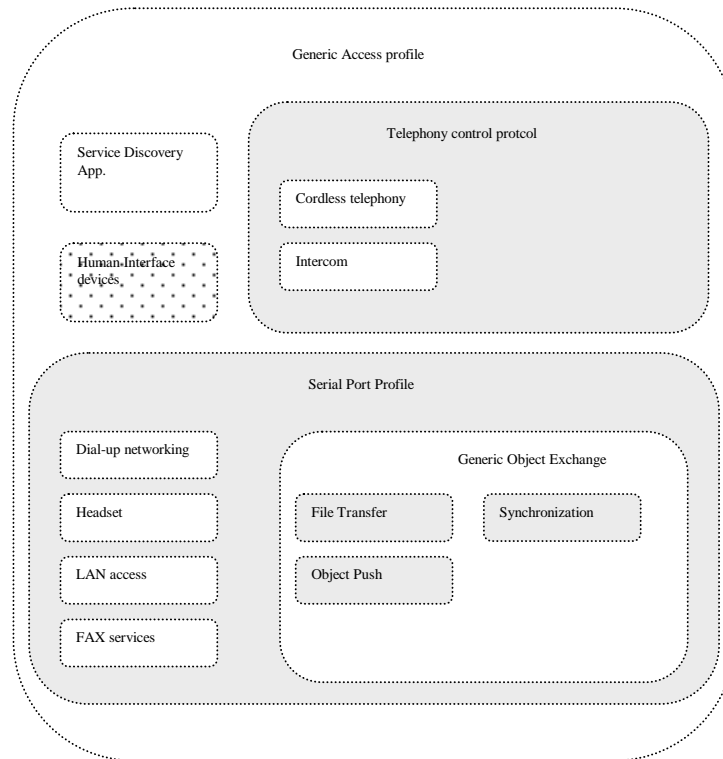 Generic Access profile
Telephony control protcol
Service Discovery
App.
Cordless telephony
Human Interface
devices
Intercom
Serial Port Profile
Dial-up networking
Generic Object Exchange
Headset
File Transfer
Synchronization
LAN access
Object Push
FAX services